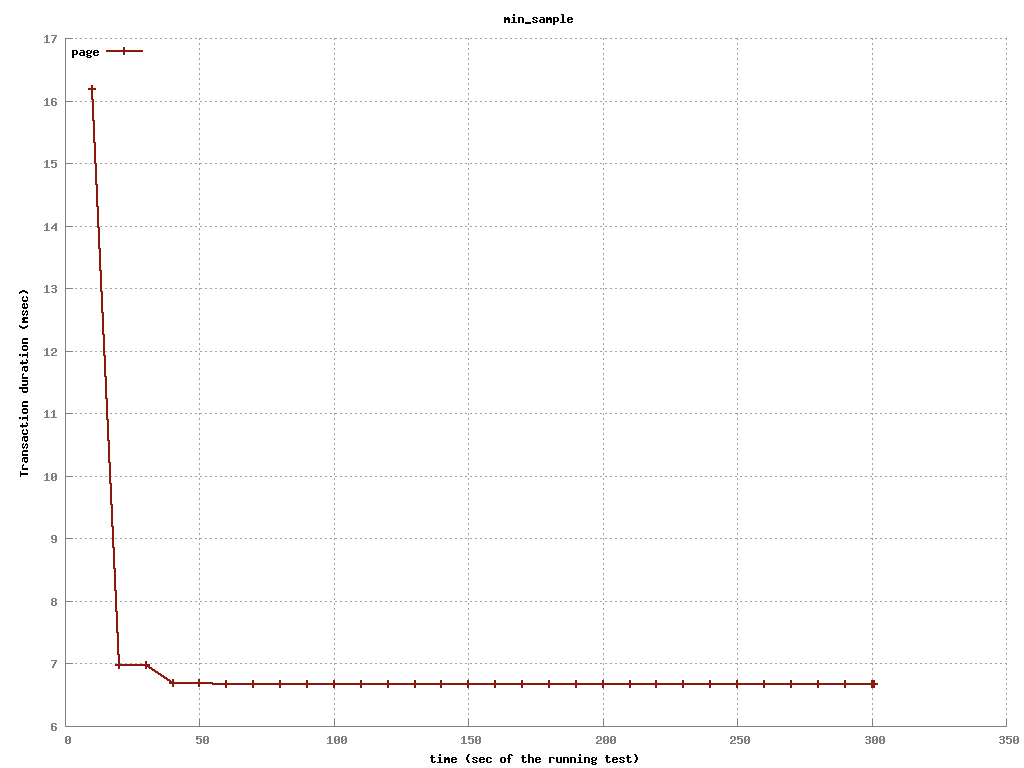 min_sample
page
17
16
15
14
13
12
11
10
9
8
7
6
Transaction duration (msec)
0 50 100 150 200 250 300 350
time (sec of the running test)